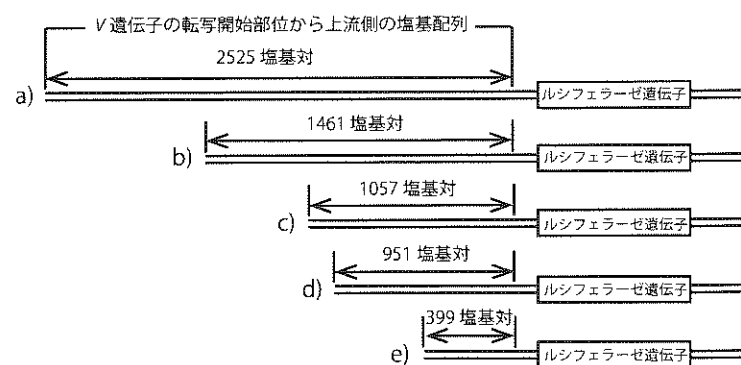 V 遺伝子の転写開始部位から上流側の塩基配列
2525 塩基対
a)
ルシフェラーゼ遺伝子
1461 塩基対
b)
ルシフェラーゼ遺伝子
1057 塩基対
c)
ルシフェラーゼ遺伝子
951 塩基対
d)
ルシフェラーゼ遺伝子
399 塩基対
e)
ルシフェラーゼ遺伝子